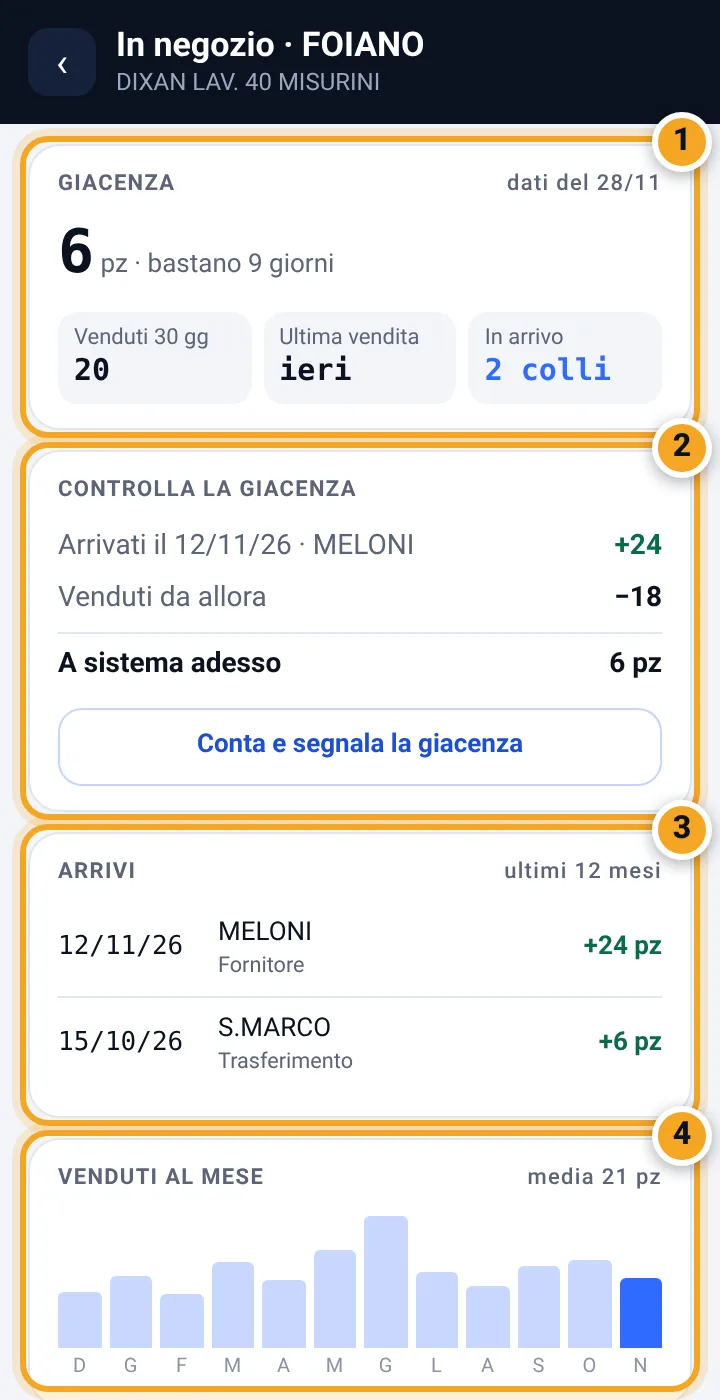 ‹
In negozio · FOIANO
DIXAN LAV. 40 MISURINI
1
GIACENZA dati del 28/11
6 pz · bastano 9 giorni
Venduti 30 gg Ultima vendita In arrivo
20 ieri 2 colli
2
CONTROLLA LA GIACENZA
Arrivati il 12/11/26 · MELONI +24
Venduti da allora −18
A sistema adesso 6 pz
Conta e segnala la giacenza
3
ARRIVI ultimi 12 mesi
12/11/26 MELONI +24 pz
Fornitore
15/10/26 S.MARCO +6 pz
Trasferimento
4
VENDUTI AL MESE media 21 pz
D G F M A M G L A S O N